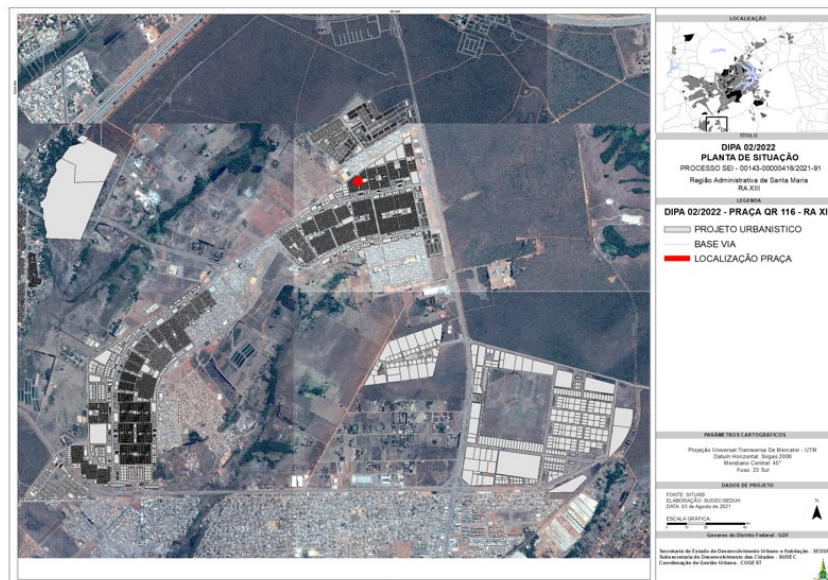 LOCALIZAÇÃO
TÍTULO
DIPA 02/2022
PLANTA DE SITUAÇÃO
PROCESSO SEI - 00143-00000416/2021-91
Região Administrativa de Santa Maria
RA XIII
LEGENDA
DIPA 02/2022 - PRAÇA QR 116 - RA XI
PROJETO URBANISTICO
BASE VIA
LOCALIZAÇÃO PRAÇA
PARÂMETROS CARTOGRÁFICOS
Projeção Universal Transversa De Mercator - UTM
Datum Horizontal: Sirgas 2000
Meridiano Central: 45°
Fuso: 23 Sul
DADOS DE PROJETO
FONTE: SITURB
ELABORAÇÃO: SUDEC/SEDUH
DATA: 03 de Agosto de 2021
ESCALA GRÁFICA:
N
Governo do Distrito Federal - GDF
Secretaria de Estado de Desenvolvimento Urbano e Habitação - SEDU
Subsecretaria de Desenvolvimento das Cidades - SUDEC
Coordenação de Gestão Urbana - COGEST